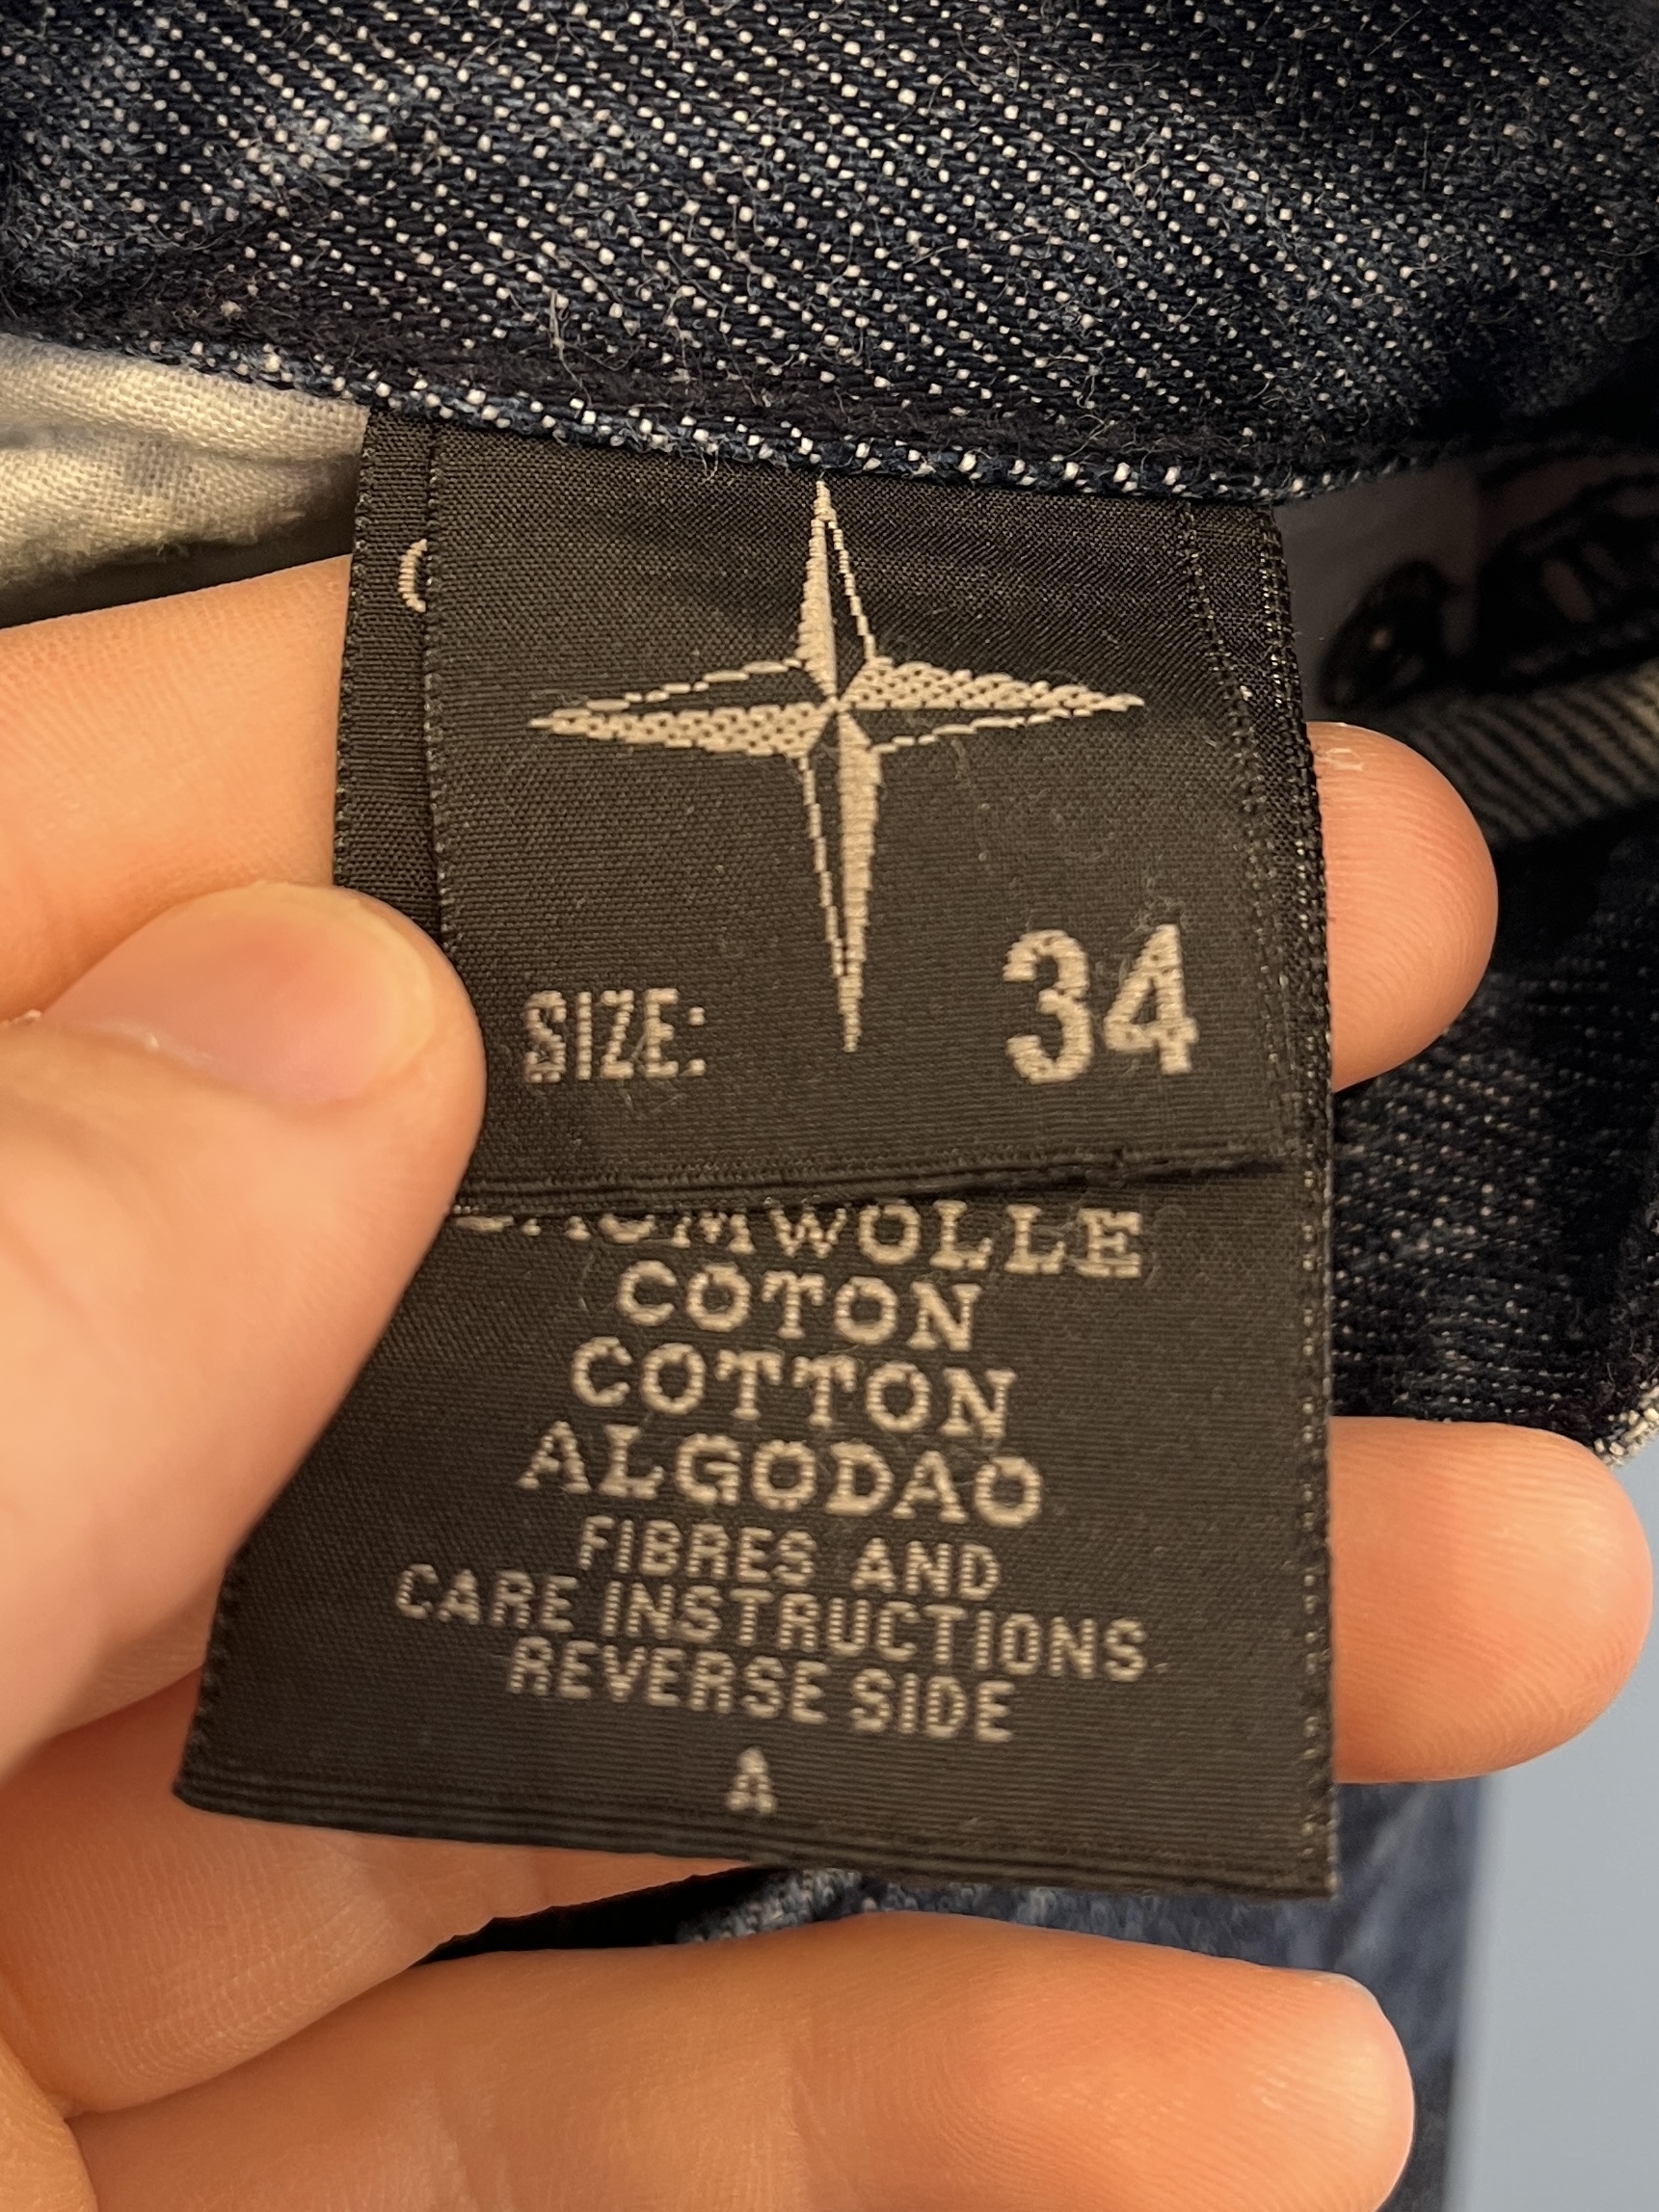 SIZE: 34
COTON
COTTON
ALGODAO
FIBRES AND
CARE INSTRUCTIONS
REVERSE SIDE
A